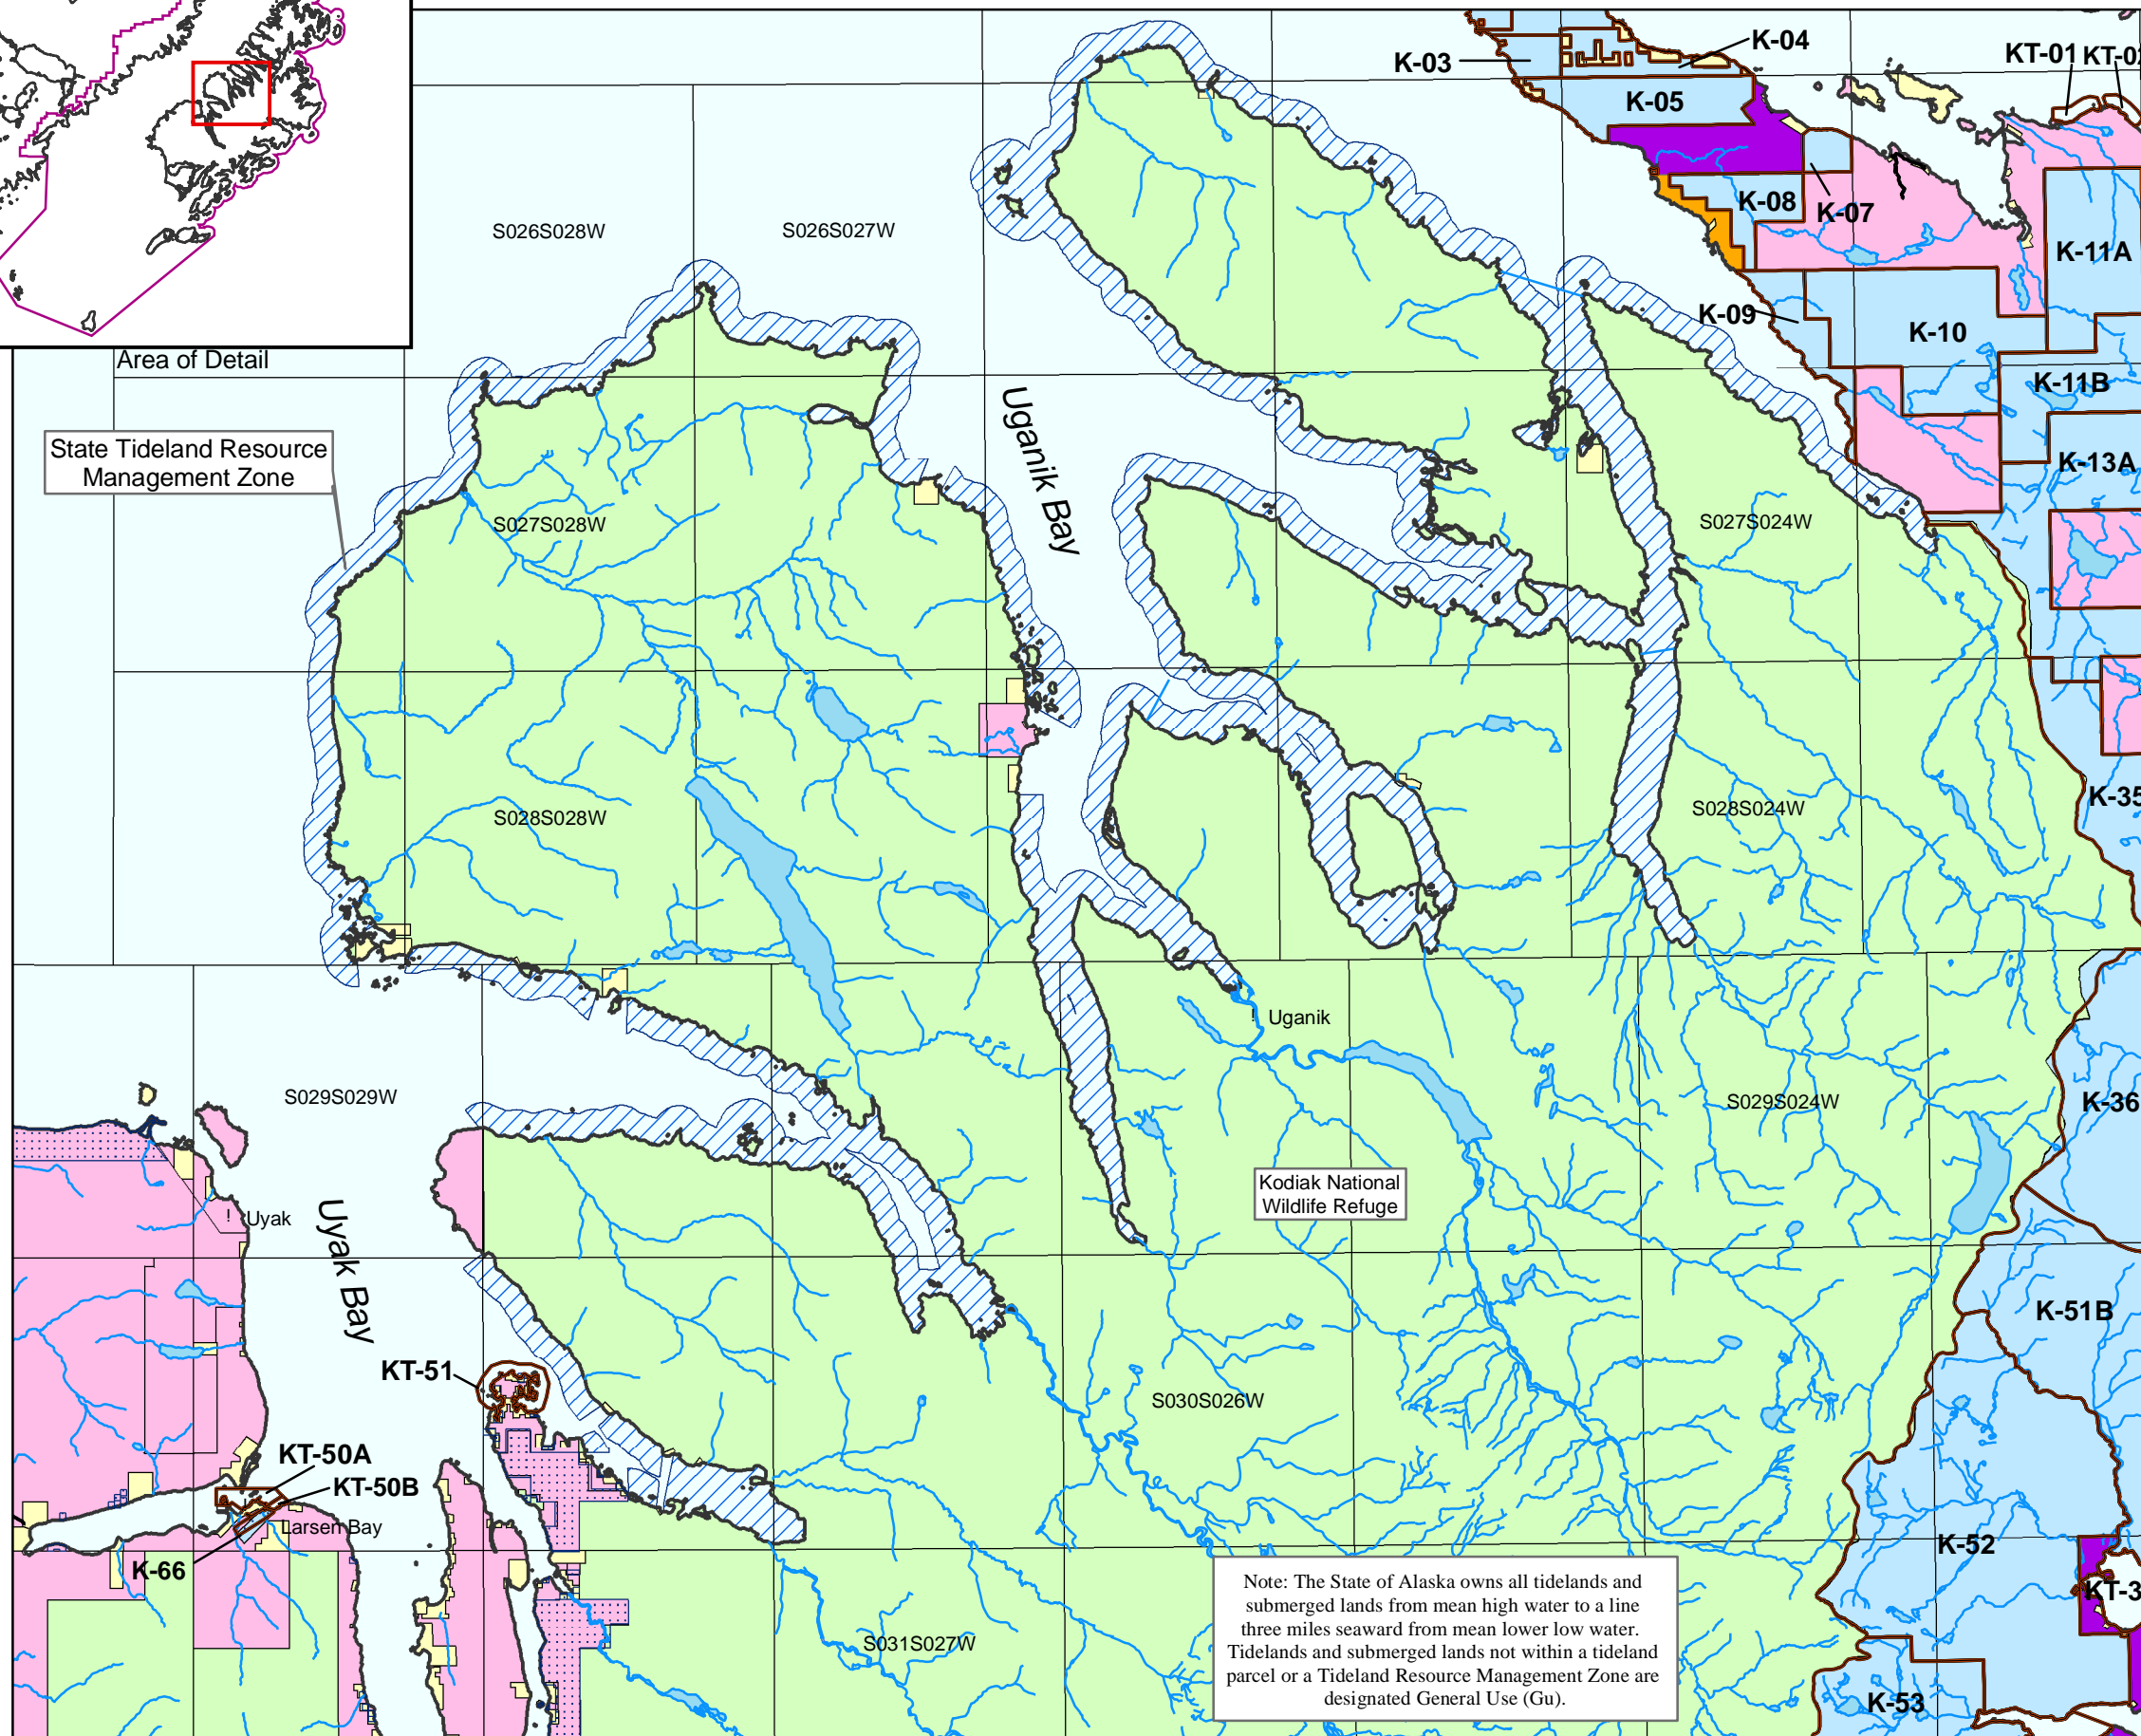 K-03
K-04
KT-01
K-05
K-08
K-07
K-11A
S026S028W
S026S027W
K-09
K-10
Area of Detail
K-11B
Uganik Bay
State Tideland Resource
Management Zone
K-13A
S027S028W
S027S024W
S028S028W
S028S024W
Uganik
S029S029W
S029S024W
K-36
Kodiak National
Wildlife Refuge
Uyak
Uyak Bay
K-51B
KT-51
S030S026W
KT-50A
KT-50B
Larsen Bay
K-66
K-52
Note: The State of Alaska owns all tidelands and
submerged lands from mean high water to a line
three miles seaward from mean lower low water.
Tidelands and submerged lands not within a tideland
parcel or a Tideland Resource Management Zone are
designated General Use (Gu).
S031S027W
K-53